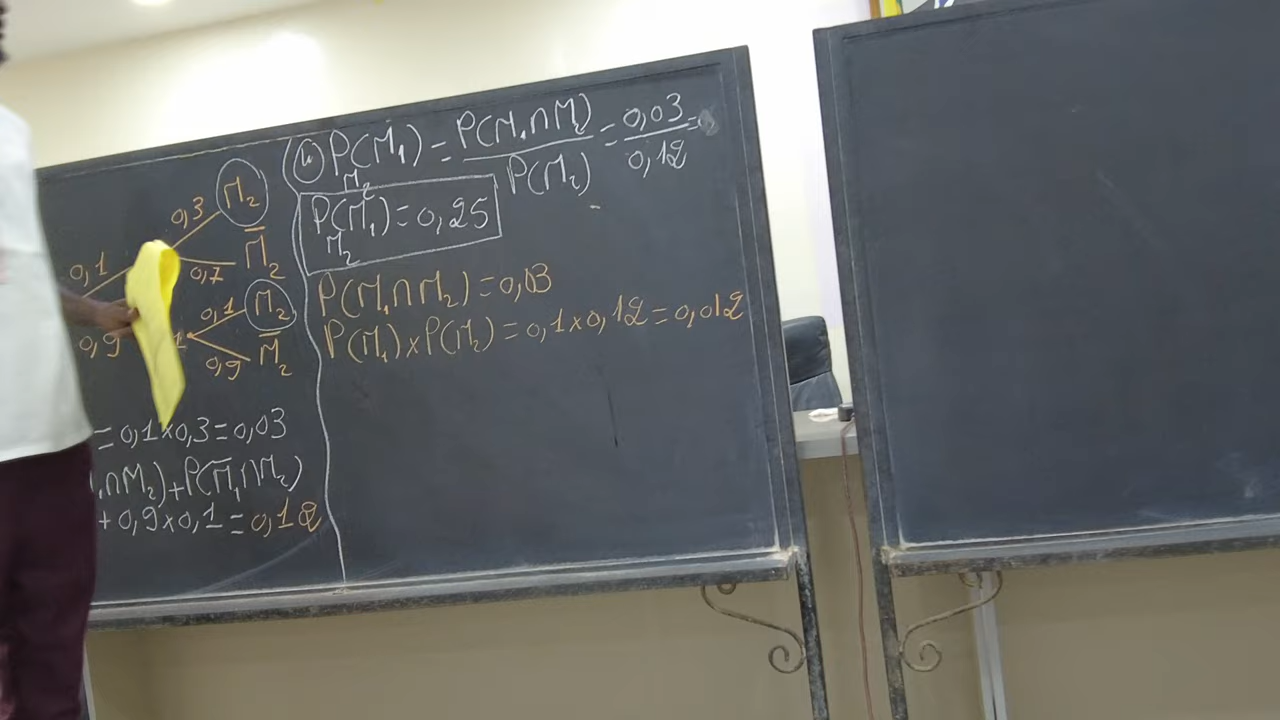 0,3 M₂
0,1
0,7 M̅₂
0,1 M₂
0,9
0,9 M̅₂
= 0,1×0,3=0,03
₁∩M₂)+P(M̅₁∩M₂)
+ 0,9×0,1 = 0,12
P(M₁) = P(M₁∩M₂) / P(M₂) = 0,03 / 0,12 =
M₂
P(M₁) = 0,25
M₂
P(M₁∩M₂) = 0,03
P(M₁)×P(M₂) = 0,1×0,12 = 0,012